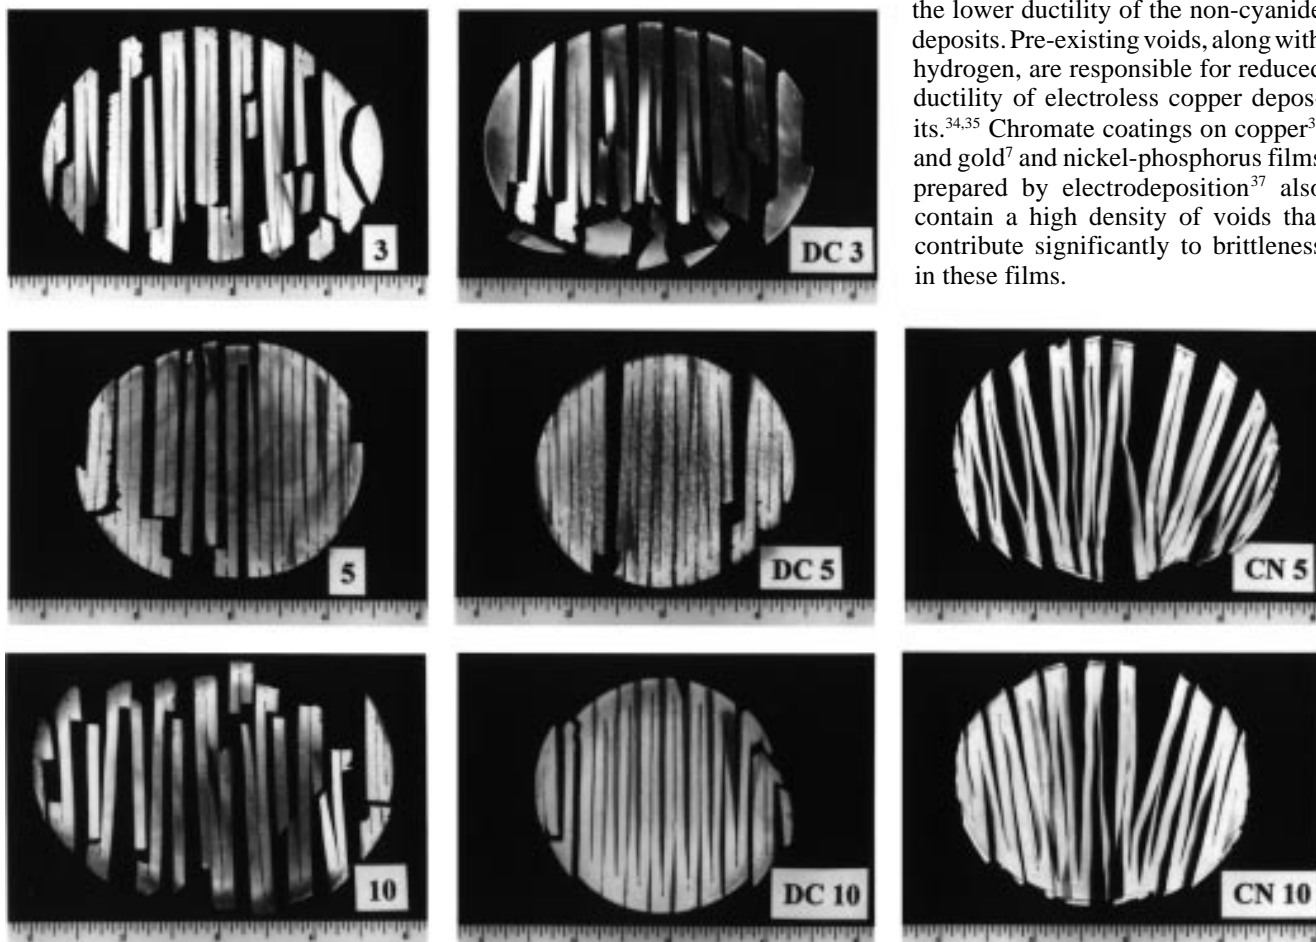 the lower ductility of the non-cyanide
deposits. Pre-existing voids, along with
hydrogen, are responsible for reduced
ductility of electroless copper depos-
its.34,35 Chromate coatings on copper3
and gold7 and nickel-phosphorus films
prepared by electrodeposition37 also
contain a high density of voids tha
contribute significantly to brittleness
in these films.
3
DC 3
5
DC 5
CN 5
10
DC 10
CN 10